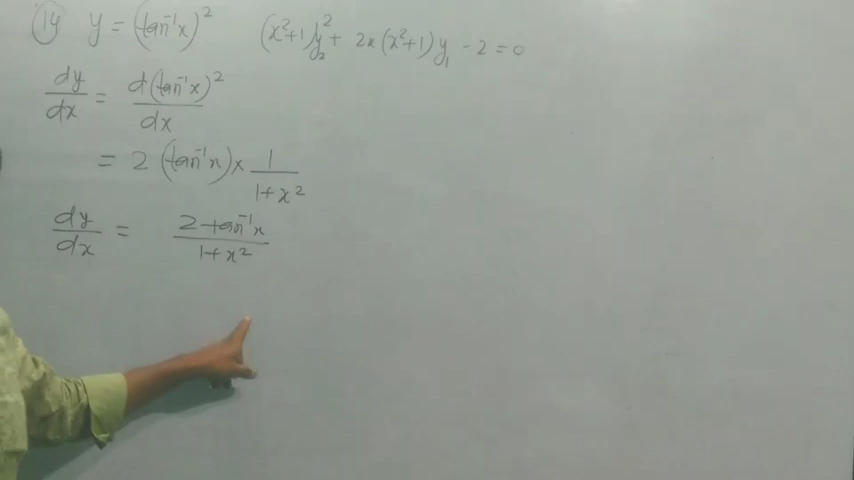 (14) y = (tan⁻¹x)² (x²+1)²y₂ + 2x(x²+1)y₁ - 2 = 0
dy/dx = d(tan⁻¹x)²/dx
= 2(tan⁻¹x) × 1/1+x²
dy/dx = 2tan⁻¹x/1+x²